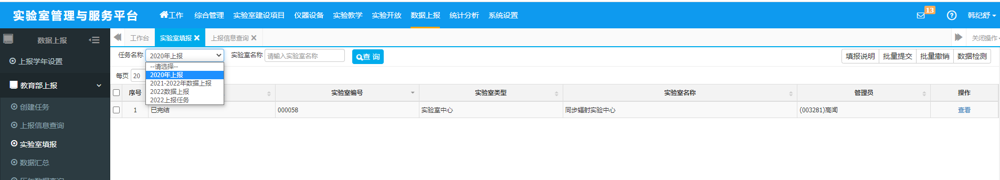 实验室管理与服务平台
工作 综合管理 实验室建设项目 仪器设备 实验教学 实验开放 数据上报 统计分析 系统设置
13
韩纪舒
数据上报
工作台 实验室填报 上报信息查询 关闭操作
上报学年设置
任务名称 2020年上报 实验室名称 请输入实验室名称 查 询 填报说明 批量提交 批量撤销 数据检测
--请选择--
2020年上报
2021-2022年数据上报
2022数据上报
2022上报任务
每页 20
教育部上报
序号 实验室编号 实验室类型 实验室名称 管理员 操作
1 已完结 000058 实验室中心 同步辐射实验中心 (003281)高闻 查看
创建任务
上报信息查询
实验室填报
数据汇总
历年数据查询